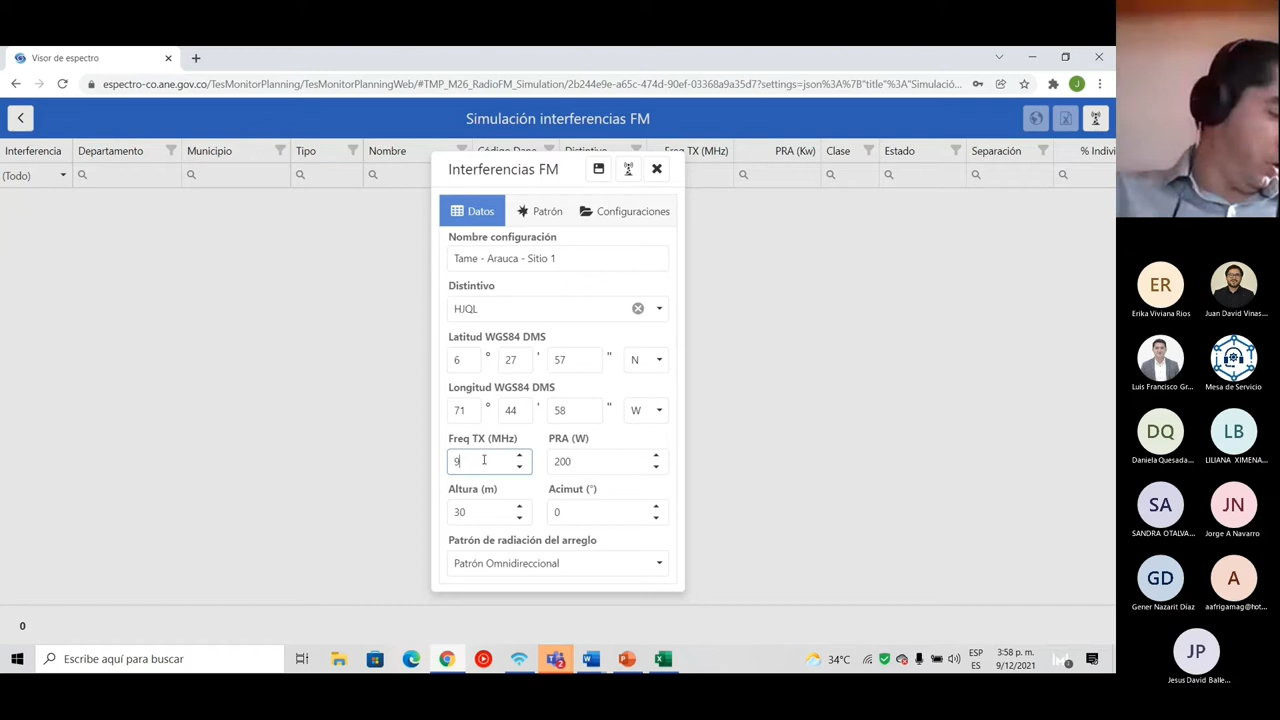 Visor de espectro
espectro-co.ane.gov.co/TesMonitorPlanning/TesMonitorPlanningWeb/#TMP_M26_RadioFM_Simulation/2b244e9e-a65c-474d-90ef-03368a9a35d7?settings=json%3A%7B"title"%3A"Simulació...
J
Simulación interferencias FM
Interferencia Departamento Municipio Tipo Nombre Código Dane Distintivo Freq TX (MHz) PRA (Kw) Clase Estado Separación % Indivi
(Todo)
Interferencias FM
Datos Patrón Configuraciones
Nombre configuración
Tame - Arauca - Sitio 1
Distintivo
HJQL
Latitud WGS84 DMS
6 ° 27 ' 57 " N
Longitud WGS84 DMS
71 ° 44 ' 58 " W
Freq TX (MHz) PRA (W)
9 200
Altura (m) Acimut (°)
30 0
Patrón de radiación del arreglo
Patrón Omnidireccional
0
Escribe aquí para buscar
2
34°C
ESP
ES
3:58 p. m.
9/12/2021
ER
Erika Viviana Rios Juan David Vinas...
Luis Francisco Gr... Mesa de Servicio
DQ LB
Daniela Quesada... LILIANA XIMENA...
SA JN
SANDRA OTALVA... Jorge A Navarro
GD A
Gener Nazarit Diaz aafrigamag@hot...
JP
Jesus David Balle...